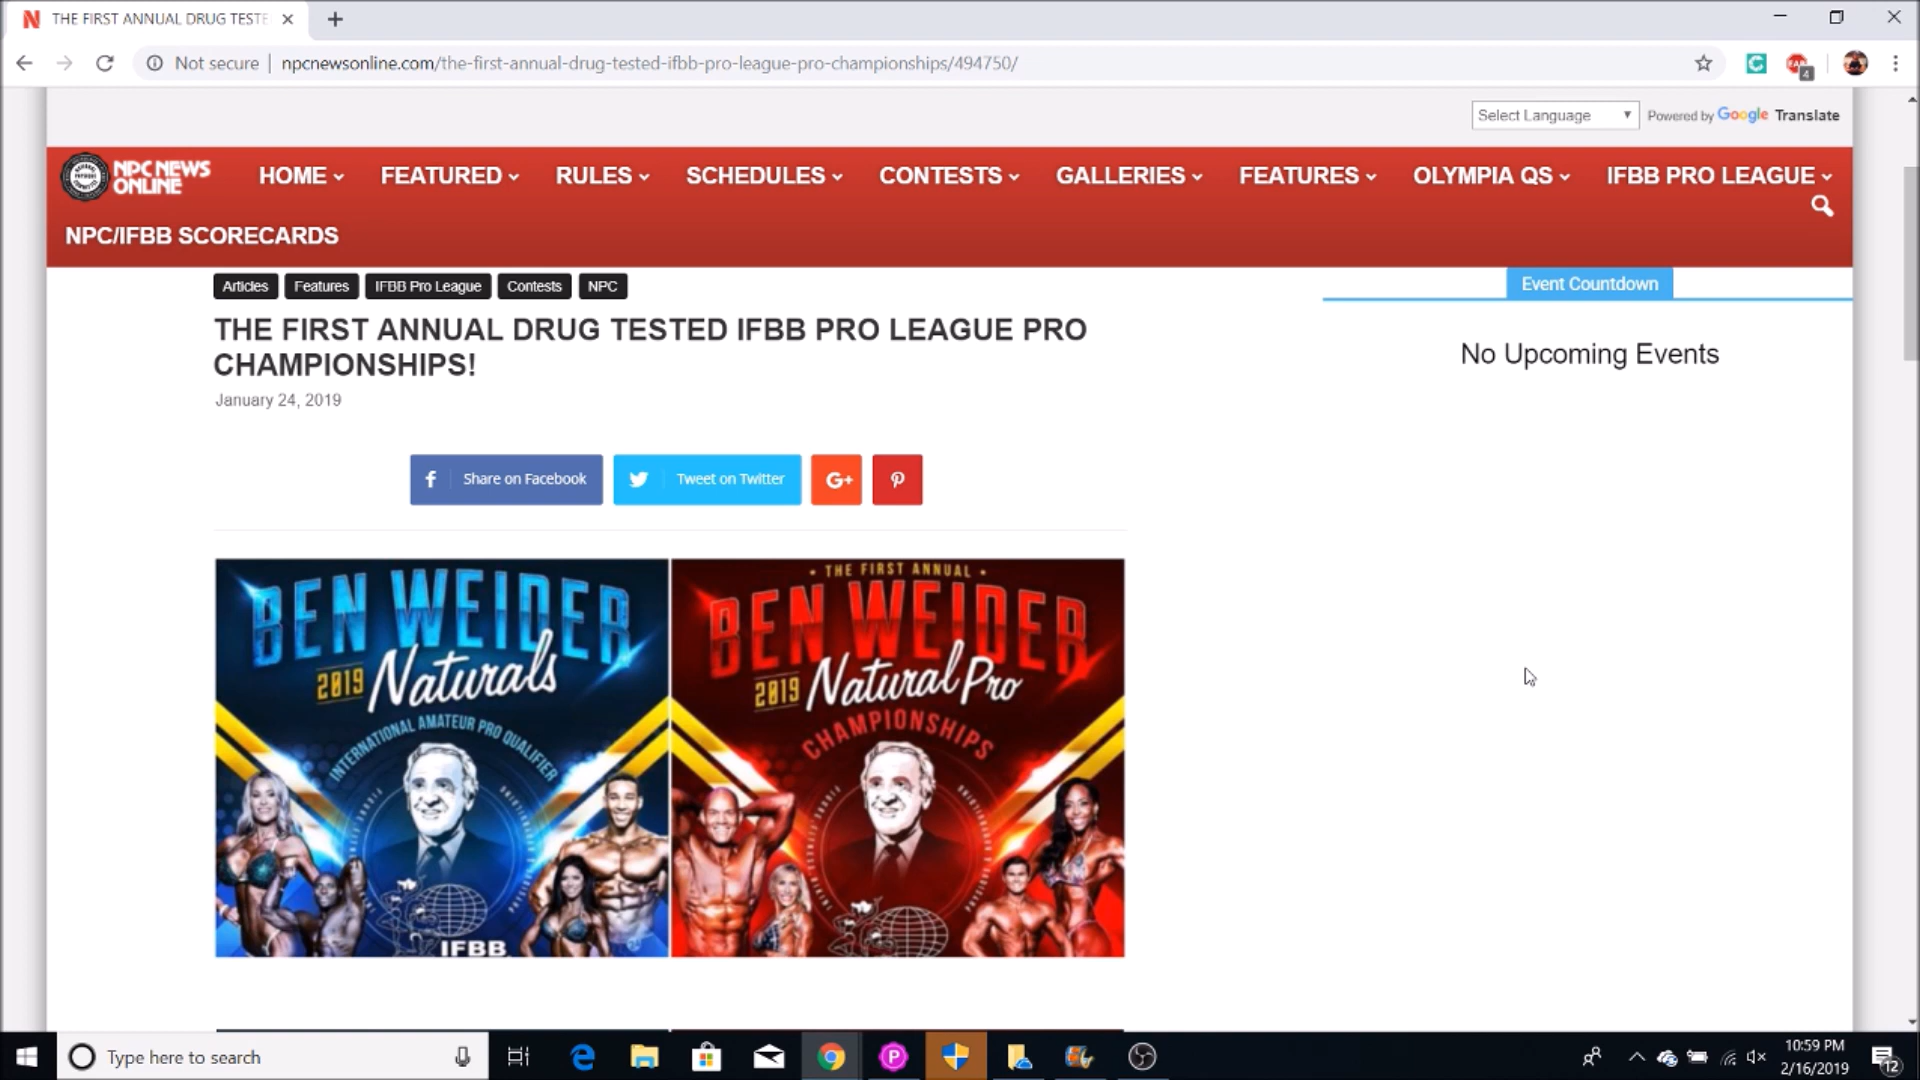 THE FIRST ANNUAL DRUG TESTE
Not secure
npcnewsonline.com/the-first-annual-drug-tested-ifbb-pro-league-pro-championships/494750/
4
Select Language
Powered by Google Translate
NPC NEWS
ONLINE
HOME
FEATURED
RULES
SCHEDULES
CONTESTS
GALLERIES
FEATURES
OLYMPIA QS
IFBB PRO LEAGUE
NPC/IFBB SCORECARDS
Articles
Features
IFBB Pro League
Contests
NPC
Event Countdown
THE FIRST ANNUAL DRUG TESTED IFBB PRO LEAGUE PRO
CHAMPIONSHIPS!
January 24, 2019
No Upcoming Events
Share on Facebook
Tweet on Twitter
G+
BEN WEIDER
2019 Naturals
INTERNATIONAL AMATEUR PRO QUALIFIER
IFBB
• THE FIRST ANNUAL •
BEN WEIDER
2019 Natural Pro
CHAMPIONSHIPS
Type here to search
10:59 PM
2/16/2019
12